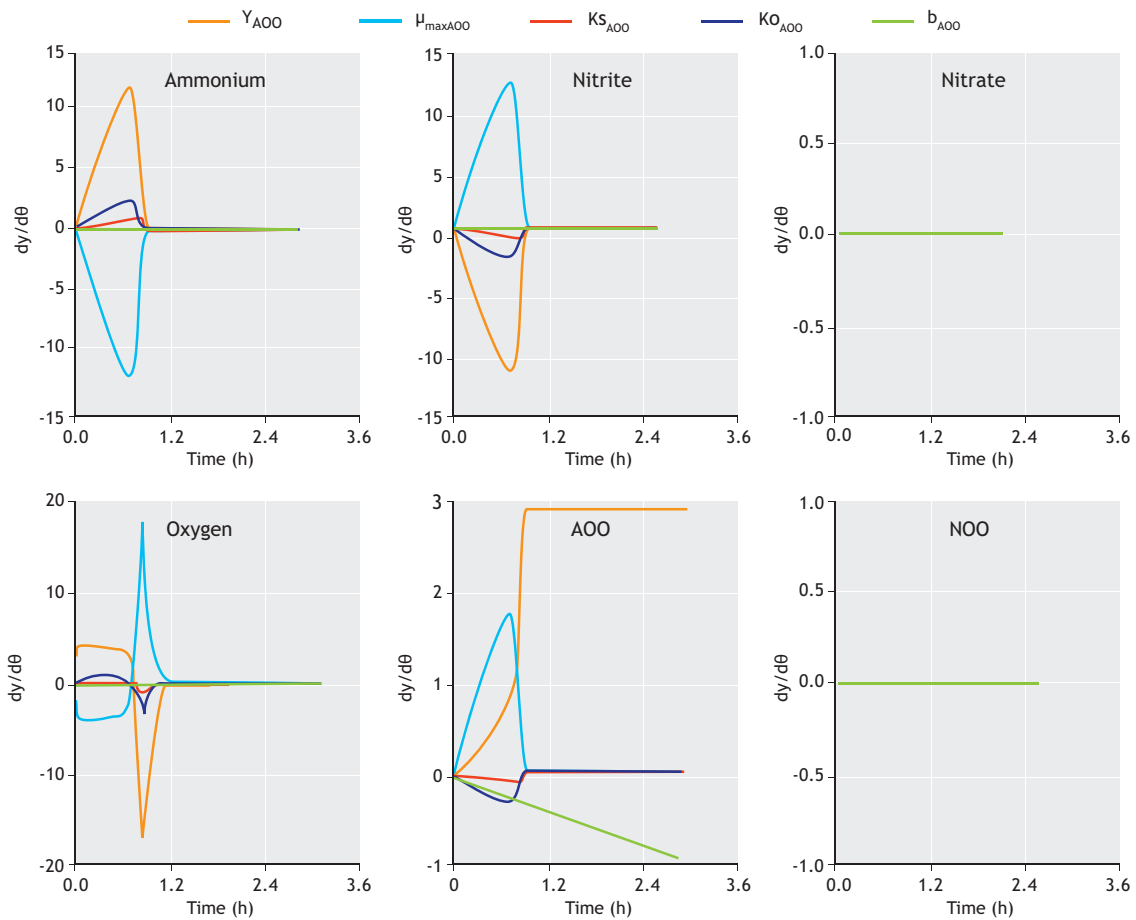 Y_AOO μ_maxAOO Ks_AOO Ko_AOO b_AOO
Ammonium
15
10
5
0
-5
-10
-15
dy/dθ
0.0 1.2 2.4 3.6
Time (h)
Nitrite
15
10
5
0
-5
-10
-15
dy/dθ
0.0 1.2 2.4 3.6
Time (h)
Nitrate
1.0
0.5
0.0
-0.5
-1.0
dy/dθ
0.0 1.2 2.4 3.6
Time (h)
Oxygen
20
10
0
-10
-20
dy/dθ
0.0 1.2 2.4 3.6
Time (h)
AOO
3
2
1
0
-1
dy/dθ
0 1.2 2.4 3.6
Time (h)
NOO
1.0
0.5
0.0
-0.5
-1.0
dy/dθ
0.0 1.2 2.4 3.6
Time (h)